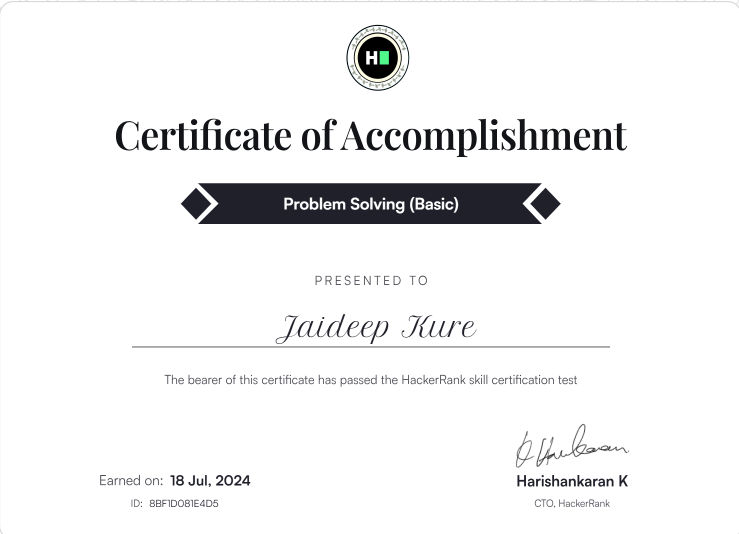 H
Certificate of Accomplishment
Problem Solving (Basic)
PRESENTED TO
Jaideep Kure
The bearer of this certificate has passed the HackerRank skill certification test
Earned on: 18 Jul, 2024
ID: 8BF1D081E4D5
Harishankaran K
CTO, HackerRank